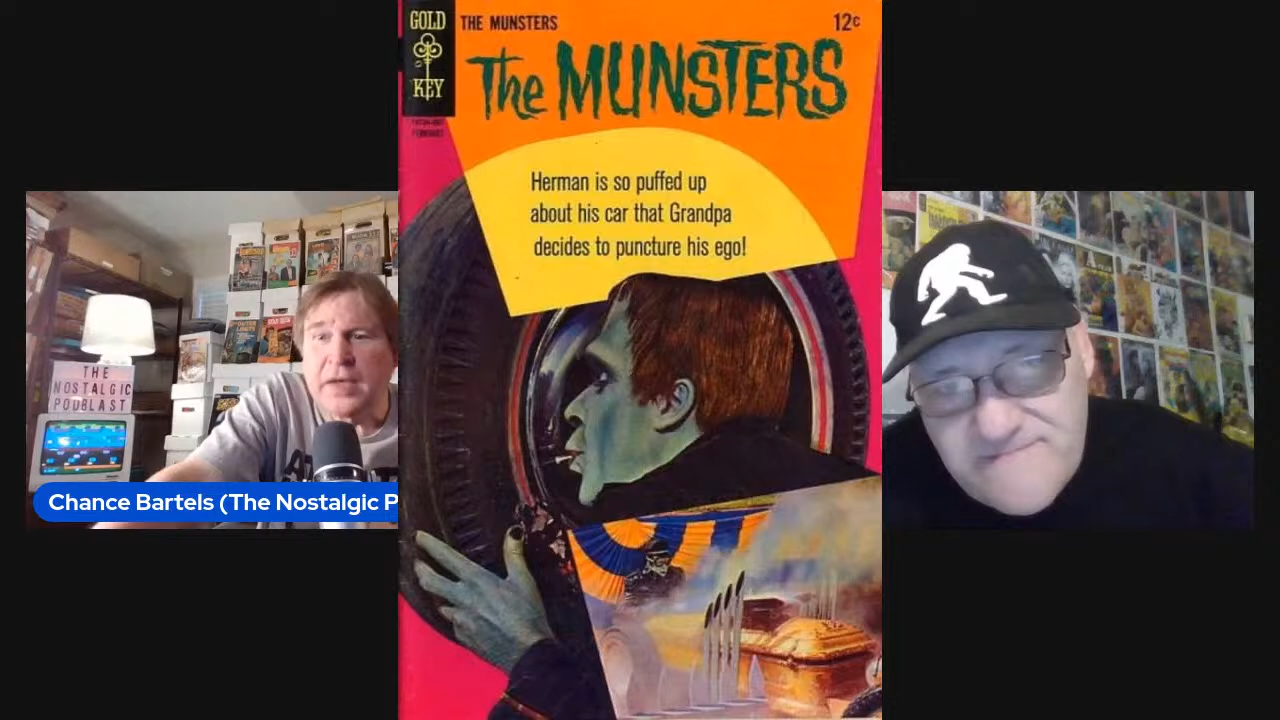 GOLD
KEY
THE MUNSTERS
12¢
The MUNSTERS
FEBRUARY
Herman is so puffed up
about his car that Grandpa
decides to puncture his ego!
THE
NOSTALGIC
PODBLAST
Chance Bartels (The Nostalgic P